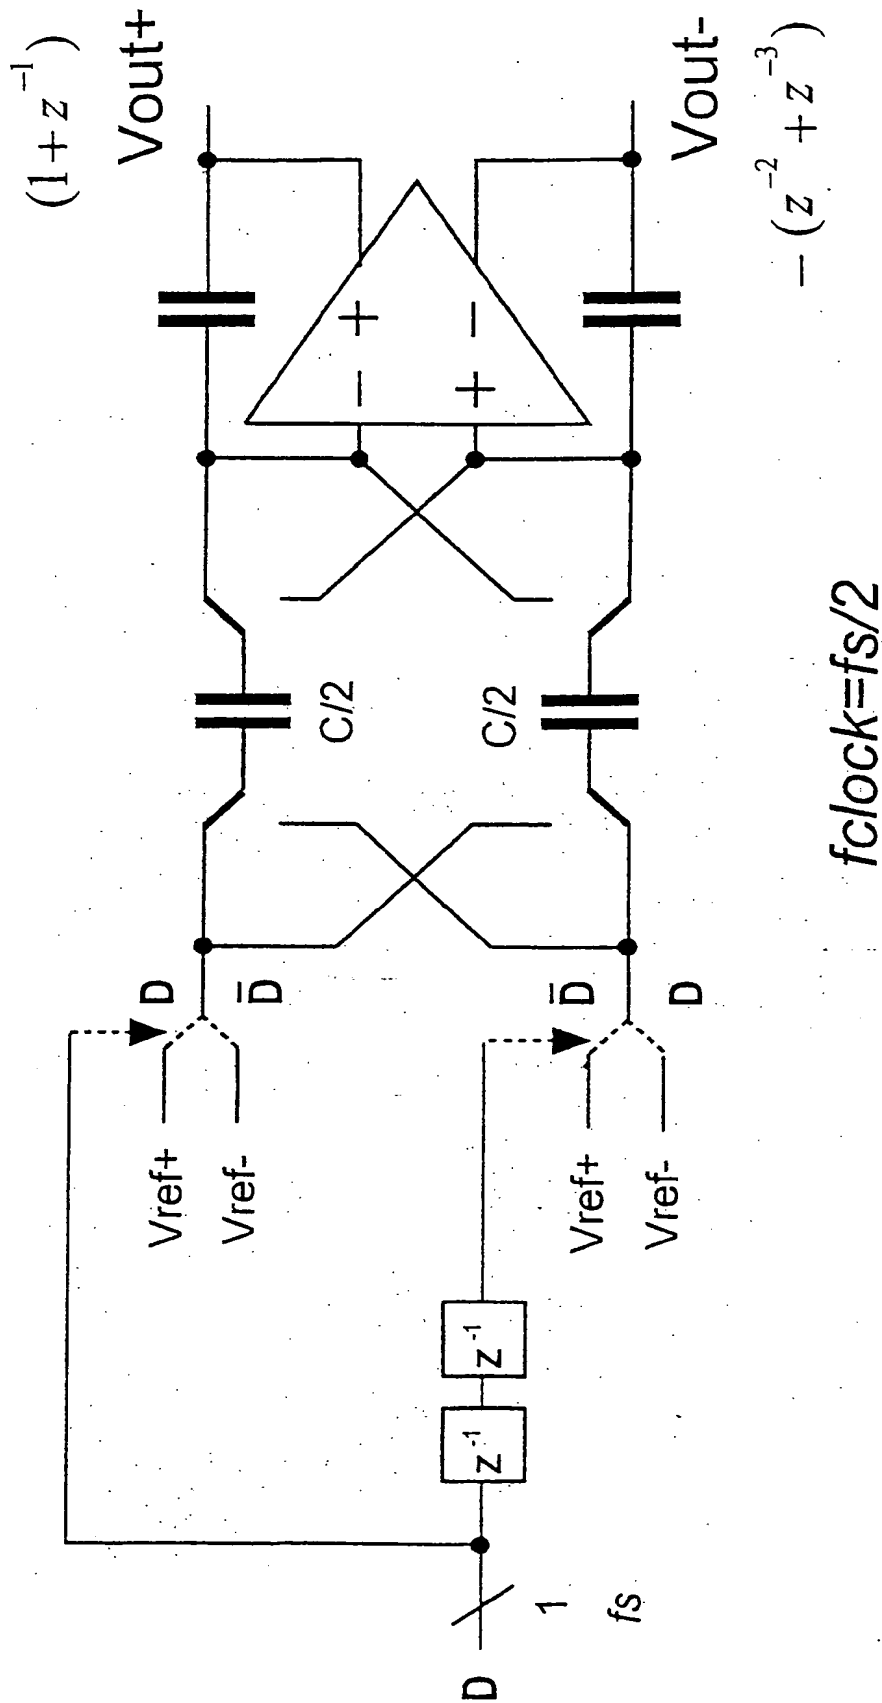 D
1
fs
z⁻¹
z⁻¹
Vref+
Vref-
D
D̅
Vref+
Vref-
D̅
D
C/2
C/2
−
+
+
−
(1 + z⁻¹)
Vout+
Vout-
− (z⁻² + z⁻³)
fclock=fs/2